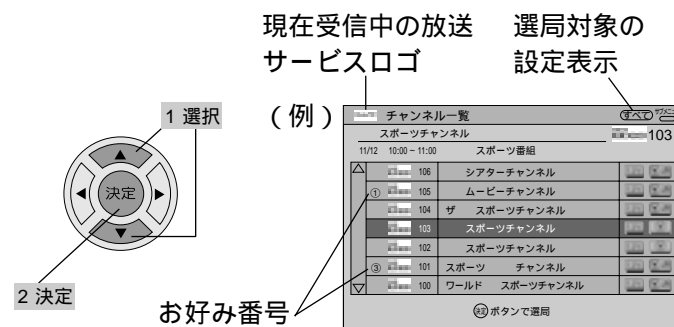 現在受信中の放送
サービスロゴ
選局対象の
設定表示
1 選択
決定
2 決定
(例)
チャンネル一覧
すべて
スポーツチャンネル
103
11/12 10:00～11:00 スポーツ番組
106 シアターチャンネル
① 105 ムービーチャンネル
104 ザ スポーツチャンネル
103 スポーツチャンネル
102 スポーツチャンネル
③ 101 スポーツ チャンネル
100 ワールド スポーツチャンネル
決定ボタンで選局
お好み番号